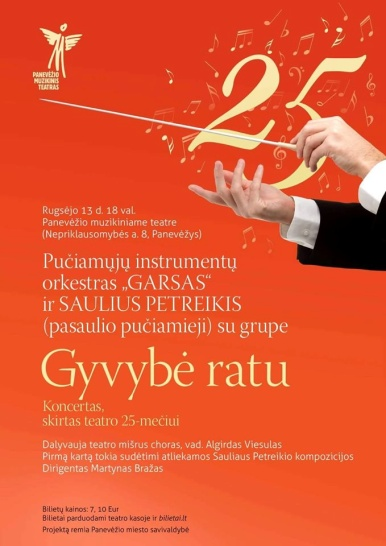 PANEVĖŽIO
MUZIKINIS
TEATRAS
25
Rugsėjo 13 d. 18 val.
Panevėžio muzikiniame teatre
(Nepriklausomybės a. 8, Panevėžys)
Pučiamųjų instrumentų
orkestras „GARSAS“
ir SAULIUS PETREIKIS
(pasaulio pučiamieji) su grupe
Gyvybė ratu
Koncertas,
skirtas teatro 25-mečiui
Dalyvauja teatro mišrus choras, vad. Algirdas Viesulas
Pirmą kartą tokia sudėtimi atliekamos Sauliaus Petreikio kompozicijos
Dirigentas Martynas Bražas
Bilietų kainos: 7, 10 Eur
Bilietai parduodami teatro kasoje ir bilietai.lt
Projektą remia Panevėžio miesto savivaldybė